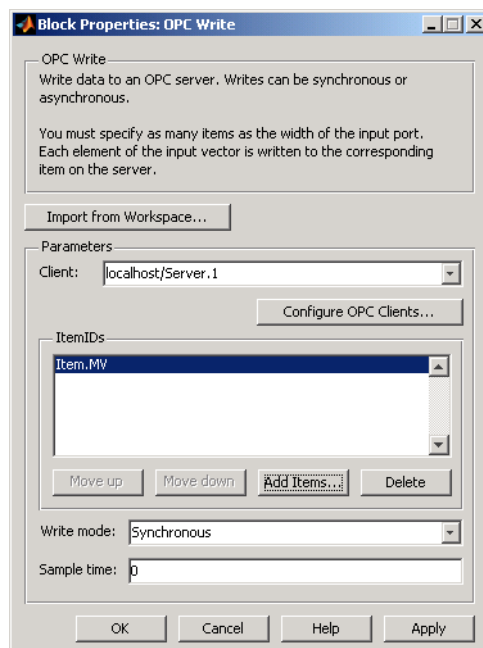 Block Properties: OPC Write
OPC Write
Write data to an OPC server. Writes can be synchronous or
asynchronous.
You must specify as many items as the width of the input port.
Each element of the input vector is written to the corresponding
item on the server.
Import from Workspace...
Parameters
Client: localhost/Server.1
Configure OPC Clients...
ItemIDs
Item.MV
Move up Move down Add Items... Delete
Write mode: Synchronous
Sample time: 0
OK Cancel Help Apply